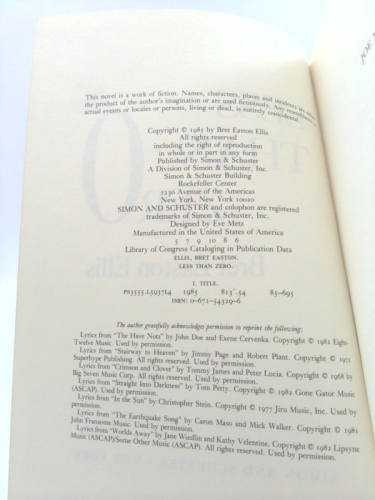 This novel is a work of fiction. Names, characters, places and incidents are either
the product of the author's imagination or are used fictitiously. Any resemblance to
actual events or locales or persons, living or dead, is entirely coincidental.
Copyright © 1985 by Bret Easton Ellis
All rights reserved
including the right of reproduction
in whole or in part in any form
Published by Simon & Schuster
A Division of Simon & Schuster, Inc.
Simon & Schuster Building
Rockefeller Center
1230 Avenue of the Americas
New York, New York 10020
SIMON AND SCHUSTER and colophon are registered
trademarks of Simon & Schuster, Inc.
Designed by Eve Metz
Manufactured in the United States of America
5 7 9 10 8 6
Library of Congress Cataloging in Publication Data
ELLIS, BRET EASTON.
LESS THAN ZERO.
I. TITLE.
PS3555.L5937L4 1985 813'.54 85-695
ISBN: 0-671-54329-6
The author gratefully acknowledges permission to reprint the following:
Lyrics from "The Have Nots" by John Doe and Exene Cervenka. Copyright © 1982 Eight-
Twelve Music. Used by permission.
Lyrics from "Stairway to Heaven" by Jimmy Page and Robert Plant. Copyright © 1972
Superhype Publishing. All rights reserved. Used by permission.
Lyrics from "Crimson and Clover" by Tommy James and Peter Lucia. Copyright © 1968 by
Big Seven Music Corp. All rights reserved. Used by permission.
Lyrics from "Straight Into Darkness" by Tom Petty. Copyright © 1982 Gone Gator Music
(ASCAP). Used by permission.
Lyrics from "In the Sun" by Christopher Stein. Copyright © 1977 Jiru Music, Inc. Used by
permission.
Lyrics from "The Earthquake Song" by Caron Maso and Mick Walker. Copyright © 1981
John Fransome Music. Used by permission.
Lyrics from "Worlds Away" by Jane Wiedlin and Kathy Valentine. Copyright © 1982 Lipsync
Music (ASCAP)/Some Other Music (ASCAP). All rights reserved. Used by permission.